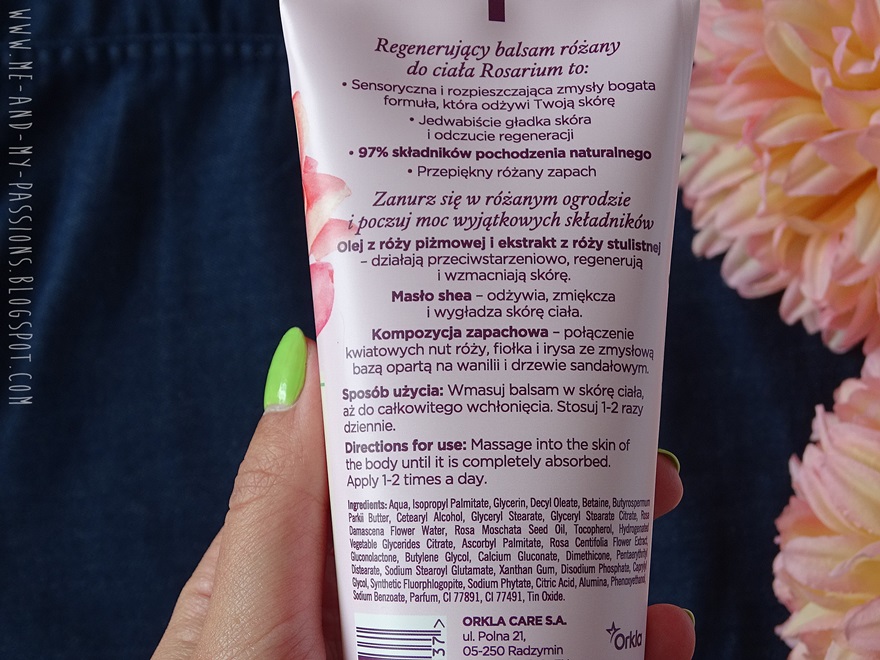 WWW.ME-AND-MY-PASSIONS.BLOGSPOT.COM
Regenerujący balsam różany
do ciała Rosarium to:
• Sensoryczna i rozpieszczająca zmysły bogata
formuła, która odżywi Twoją skórę
• Jedwabiście gładka skóra
i odczucie regeneracji
• 97% składników pochodzenia naturalnego
• Przepiękny różany zapach
Zanurz się w różanym ogrodzie
i poczuj moc wyjątkowych składników
Olej z róży piżmowej i ekstrakt z róży stulistnej
– działają przeciwstarzeniowo, regenerują
i wzmacniają skórę.
Masło shea – odżywia, zmiękcza
i wygładza skórę ciała.
Kompozycja zapachowa – połączenie
kwiatowych nut róży, fiołka i irysa ze zmysłową
bazą opartą na wanilii i drzewie sandałowym.
Sposób użycia: Wmasuj balsam w skórę ciała,
aż do całkowitego wchłonięcia. Stosuj 1-2 razy
dziennie.
Directions for use: Massage into the skin of
the body until it is completely absorbed.
Apply 1-2 times a day.
Ingredients: Aqua, Isopropyl Palmitate, Glycerin, Decyl Oleate, Betaine, Butyrospermum
Parkii Butter, Cetearyl Alcohol, Glyceryl Stearate, Glyceryl Stearate Citrate, Rosa
Damascena Flower Water, Rosa Moschata Seed Oil, Tocopherol, Hydrogenated
Vegetable Glycerides Citrate, Ascorbyl Palmitate, Rosa Centifolia Flower Extract,
Gluconolactone, Butylene Glycol, Calcium Gluconate, Dimethicone, Pentaerythrityl
Distearate, Sodium Stearoyl Glutamate, Xanthan Gum, Disodium Phosphate, Caprylyl
Glycol, Synthetic Fluorphlogopite, Sodium Phytate, Citric Acid, Alumina, Phenoxyethanol,
Sodium Benzoate, Parfum, CI 77891, CI 77491, Tin Oxide.
37>
ORKLA CARE S.A.
ul. Polna 21,
05-250 Radzymin
Orkla